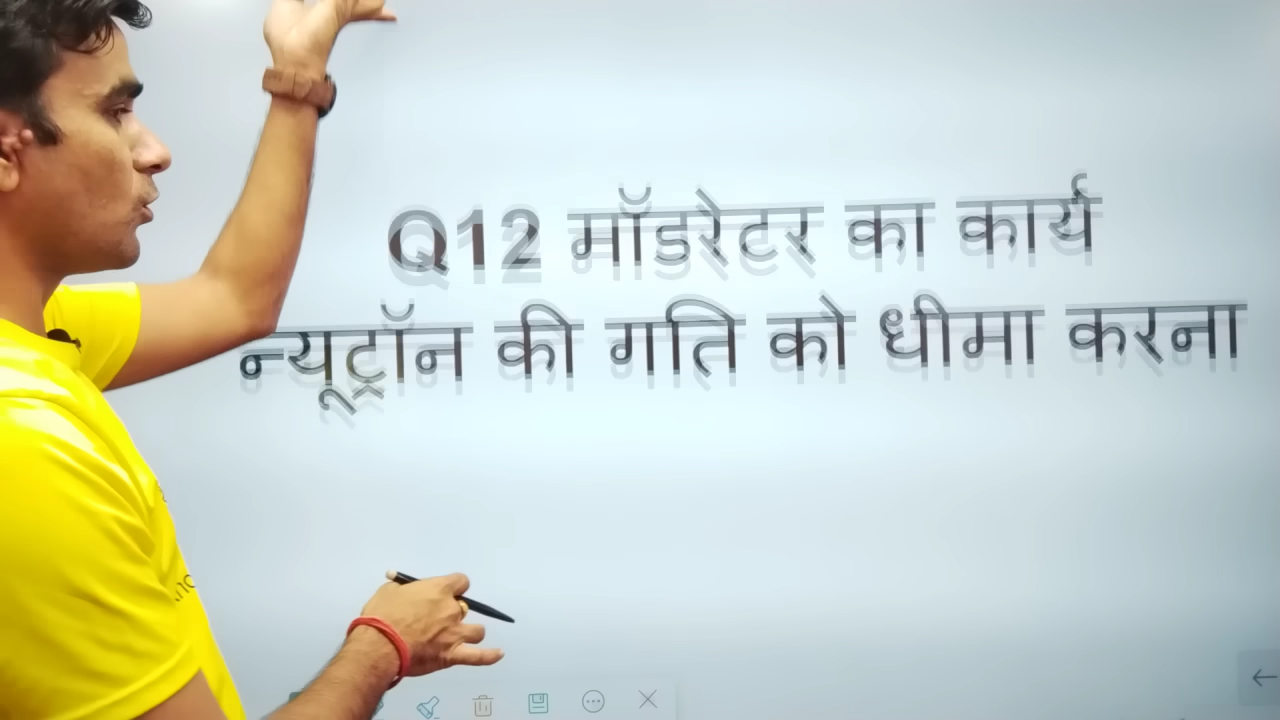 Q12 मॉडरेटर का कार्य
न्यूट्रॉन की गति को धीमा करना